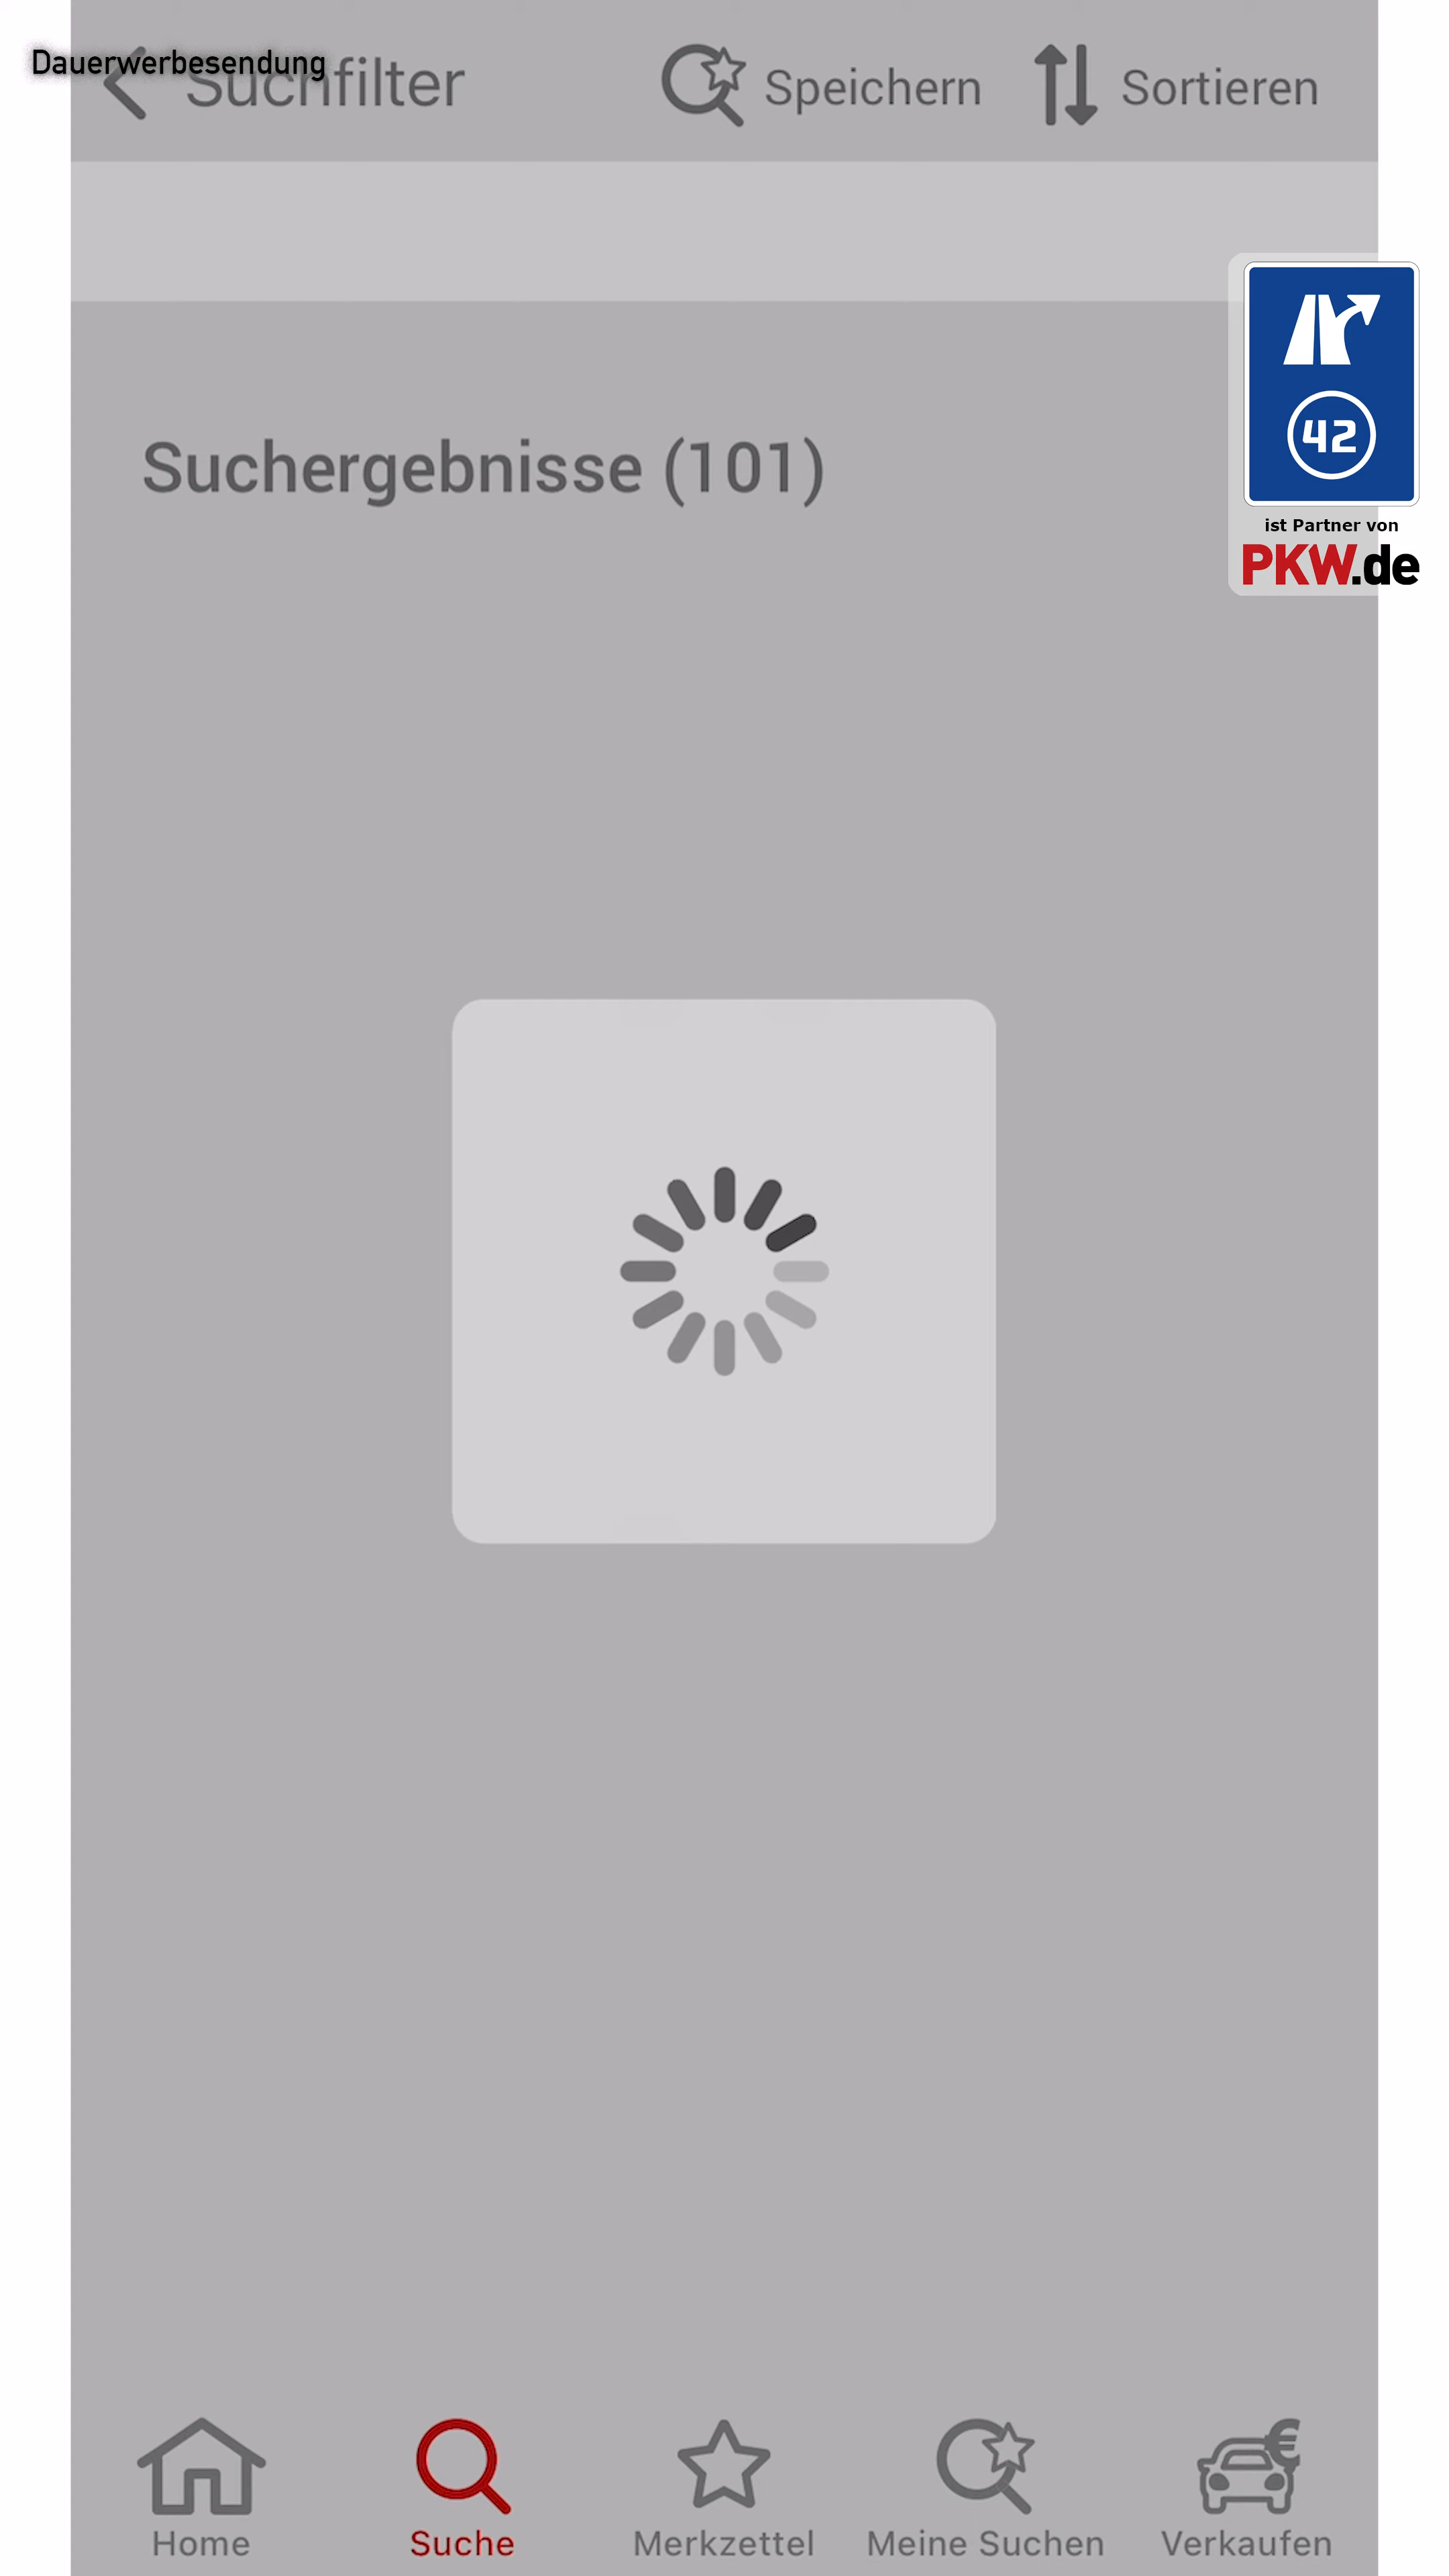 Dauerwerbesendung
Suchfilter
Speichern
Sortieren
42
ist Partner von
PKW.de
Suchergebnisse (101)
Home
Suche
Merkzettel
Meine Suchen
Verkaufen